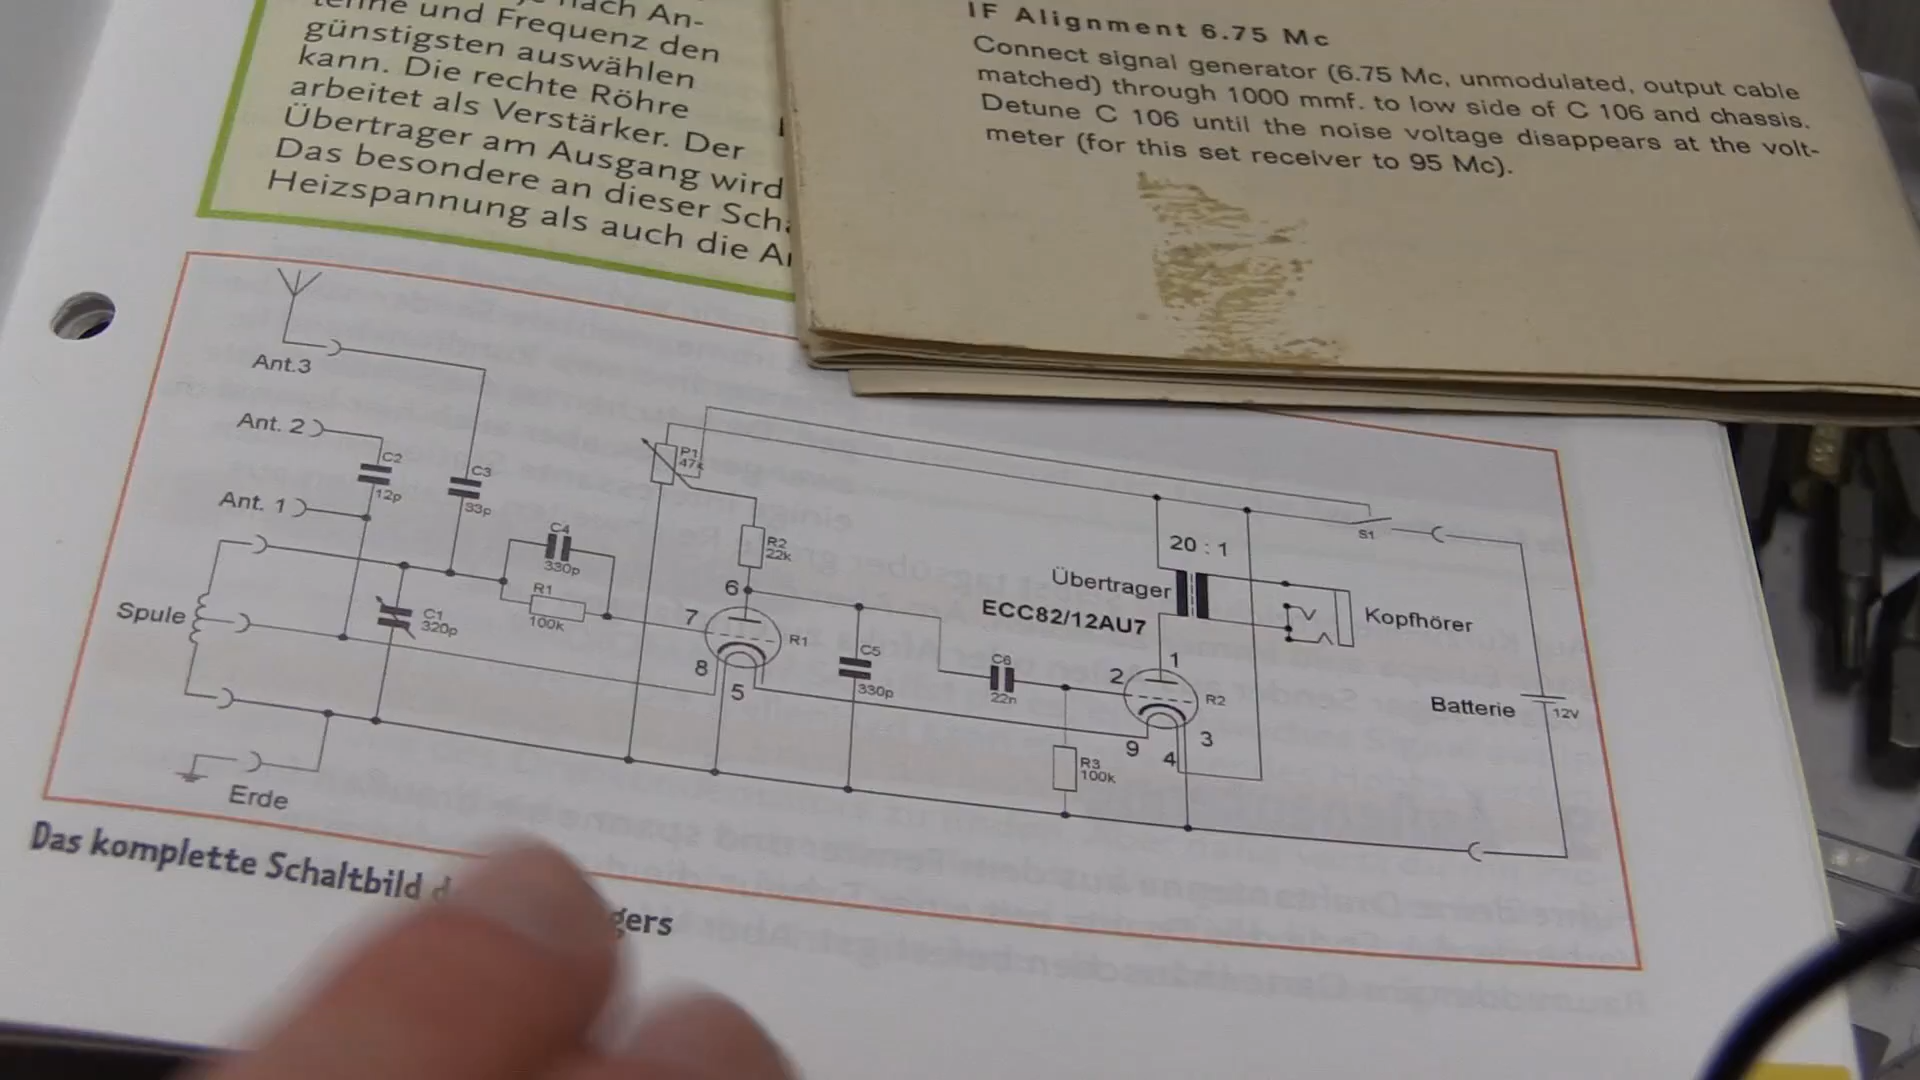 nach An-
und Frequenz den
günstigsten auswählen
kann. Die rechte Röhre
arbeitet als Verstärker. Der
Übertrager am Ausgang wird
Das besondere an dieser
Heizspannung als auch die
IF Alignment 6.75 Mc
Connect signal generator (6.75 Mc, unmodulated, output cable
matched) through 1000 mmf. to low side of C 106 and chassis.
Detune C 106 until the noise voltage disappears at the volt-
meter (for this set receiver to 95 Mc).
Ant.3
Ant. 2
C2
12p
C3
33p
Ant. 1
C4
330p
R1
100k
Spule
C1
320p
Erde
P1
47k
R2
22k
6
7
8
5
R1
C5
330p
C6
22n
R3
100k
20 : 1
Übertrager
ECC82/12AU7
1
2
R2
3
9
4
S1
Kopfhörer
Batterie
12V
Das komplette Schaltbild